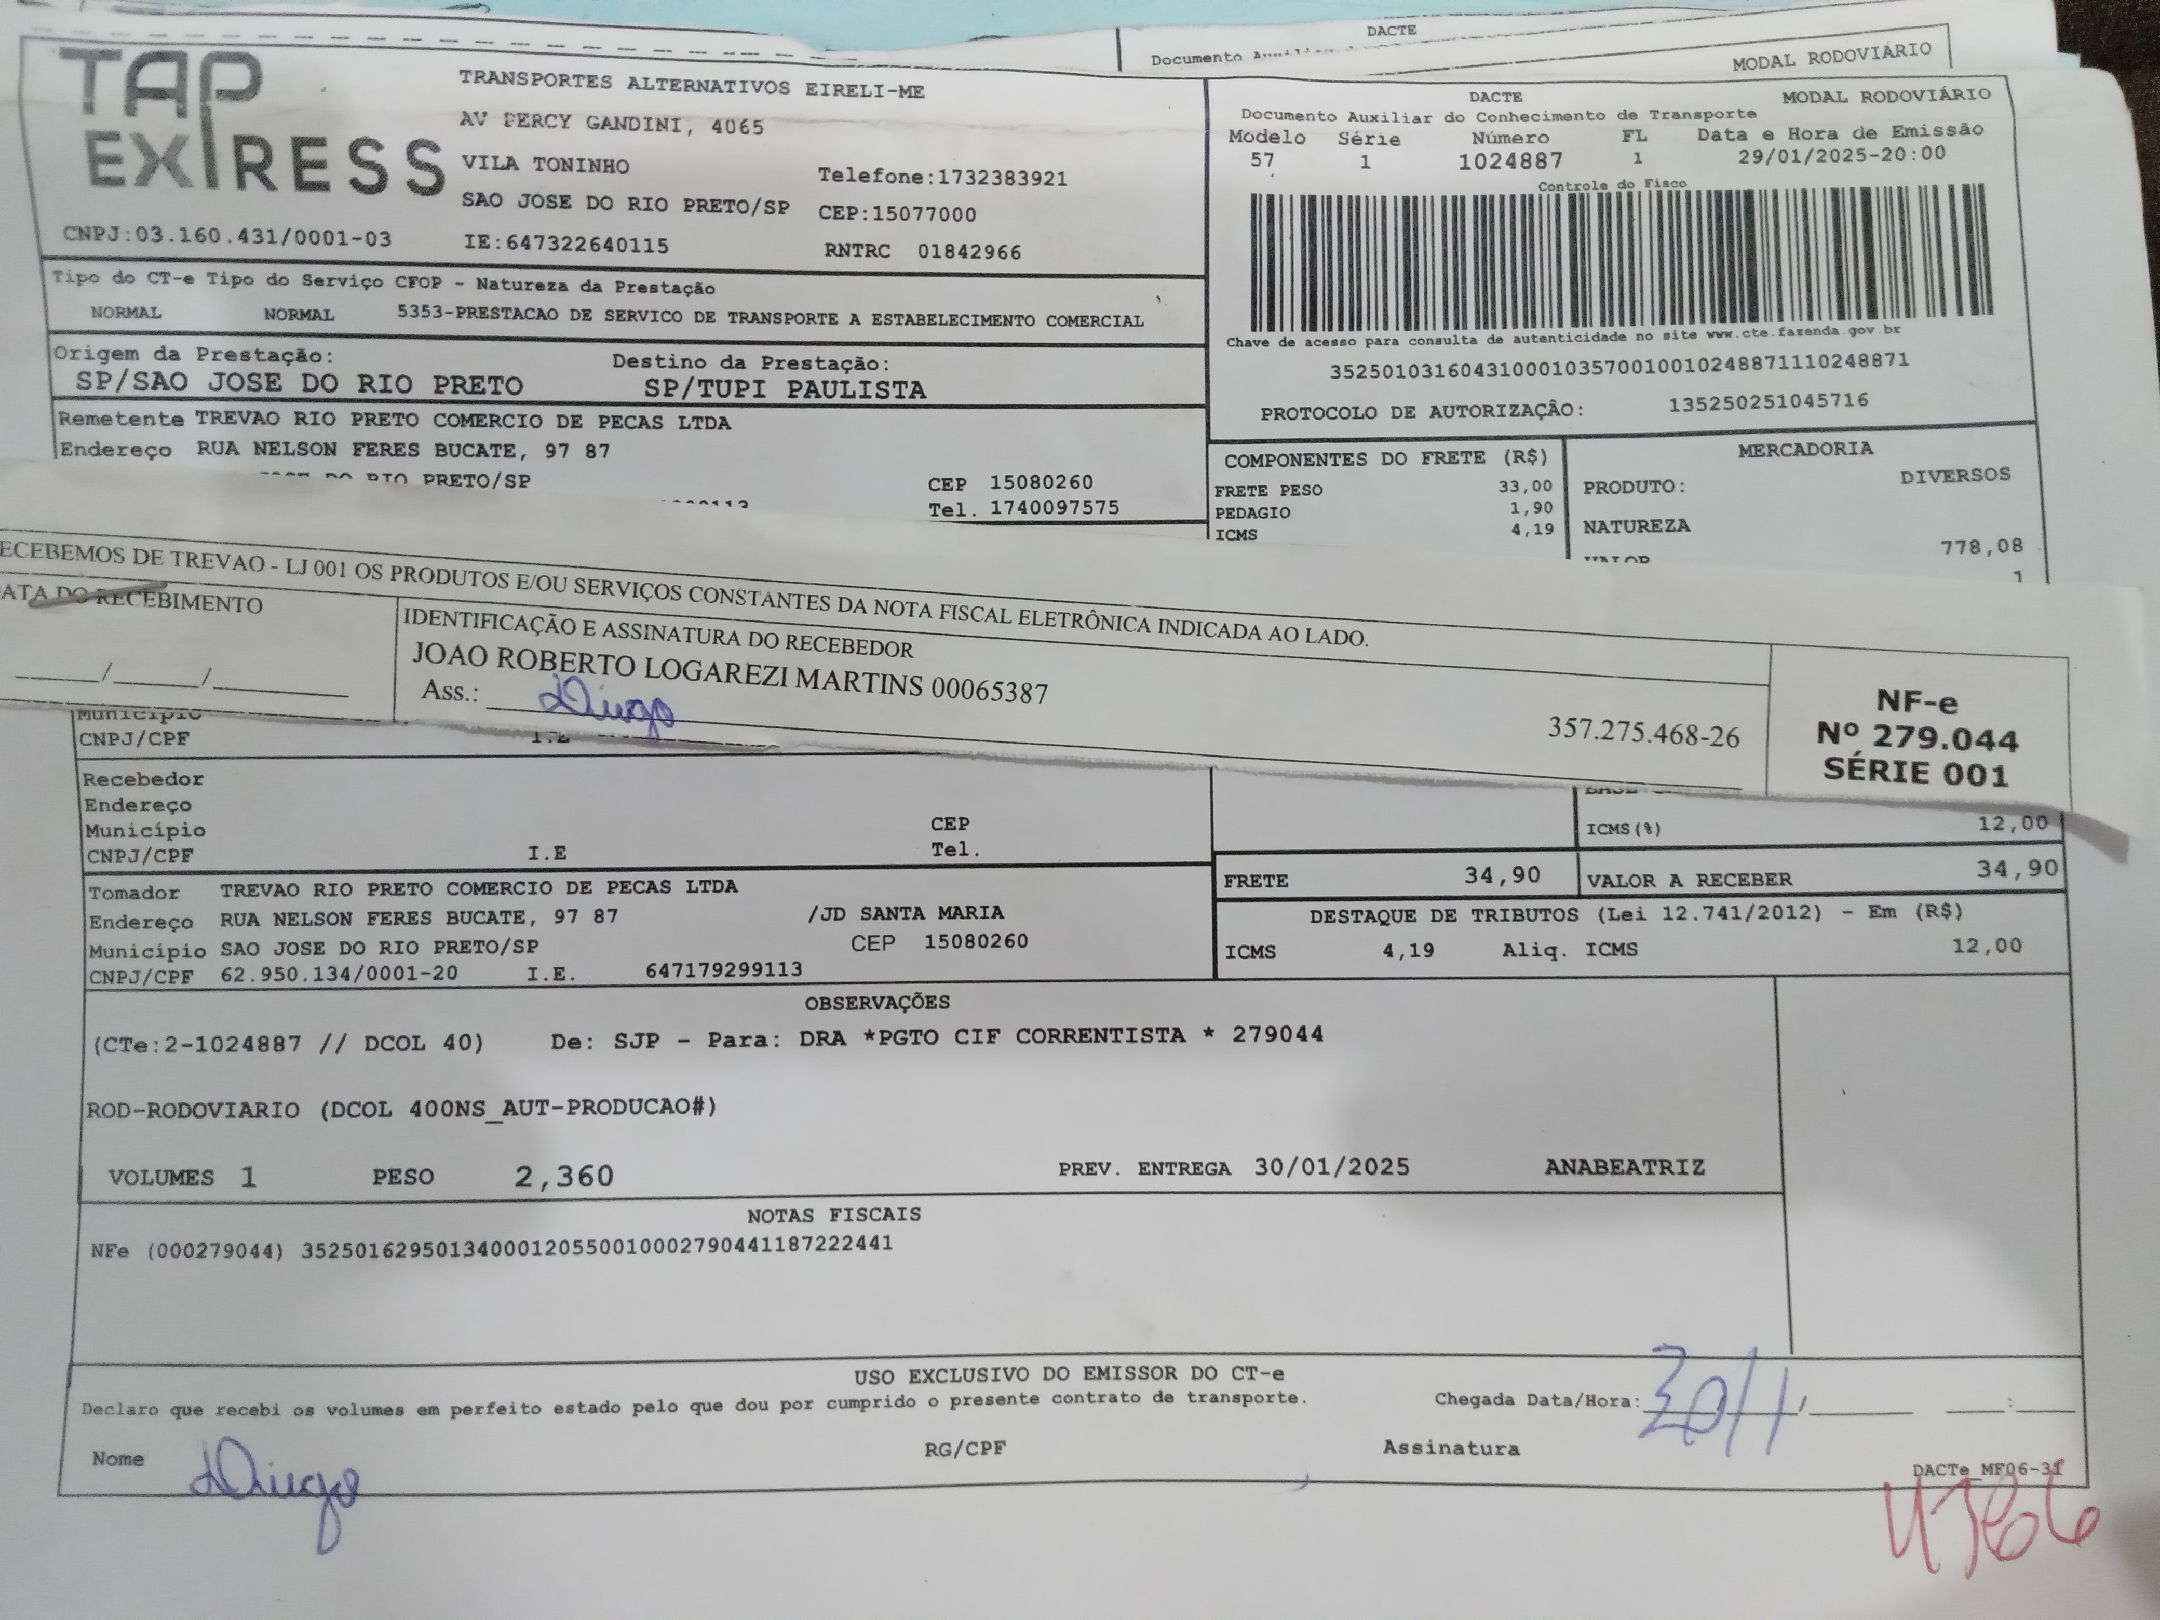 DACTE
MODAL RODOVIÁRIO
TAP
EXPRESS
TRANSPORTES ALTERNATIVOS EIRELI-ME
AV PERCY GANDINI, 4065
VILA TONINHO
Telefone:1732383921
SAO JOSE DO RIO PRETO/SP CEP:15077000
CNPJ:03.160.431/0001-03
IE:647322640115
RNTRC 01842966
DACTE
MODAL RODOVIÁRIO
Documento Auxiliar do Conhecimento de Transporte
Modelo Série Número FL Data e Hora de Emissão
57 1 1024887 1 29/01/2025-20:00
Controle do Fisco
Chave de acesso para consulta de autenticidade no site www.cte.fazenda.gov.br
35250103160431000103570010010248871110248871
PROTOCOLO DE AUTORIZAÇÃO: 135250251045716
Tipo do CT-e Tipo do Serviço CFOP - Natureza da Prestação
NORMAL NORMAL 5353-PRESTACAO DE SERVICO DE TRANSPORTE A ESTABELECIMENTO COMERCIAL
Origem da Prestação: Destino da Prestação:
SP/SAO JOSE DO RIO PRETO SP/TUPI PAULISTA
Remetente TREVAO RIO PRETO COMERCIO DE PECAS LTDA
Endereço RUA NELSON FERES BUCATE, 97 87
PRETO/SP
CEP 15080260
Tel. 1740097575
COMPONENTES DO FRETE (R$)
FRETE PESO 33,00
PEDAGIO 1,90
ICMS 4,19
MERCADORIA
PRODUTO: DIVERSOS
NATUREZA
778,08
1
ECEBEMOS DE TREVAO - LJ 001 OS PRODUTOS E/OU SERVIÇOS CONSTANTES DA NOTA FISCAL ELETRÔNICA INDICADA AO LADO.
ATA DO RECEBIMENTO
IDENTIFICAÇÃO E ASSINATURA DO RECEBEDOR
JOAO ROBERTO LOGAREZI MARTINS 00065387
Ass.: Diugo
357.275.468-26
NF-e
Nº 279.044
SÉRIE 001
Município
CNPJ/CPF I.E
Recebedor
Endereço
Município CEP
CNPJ/CPF I.E Tel.
ICMS(%) 12,00
FRETE 34,90
VALOR A RECEBER 34,90
Tomador TREVAO RIO PRETO COMERCIO DE PECAS LTDA
Endereço RUA NELSON FERES BUCATE, 97 87 /JD SANTA MARIA
Município SAO JOSE DO RIO PRETO/SP CEP 15080260
CNPJ/CPF 62.950.134/0001-20 I.E. 647179299113
DESTAQUE DE TRIBUTOS (Lei 12.741/2012) - Em (R$)
ICMS 4,19 Aliq. ICMS 12,00
OBSERVAÇÕES
(CTe:2-1024887 // DCOL 40) De: SJP - Para: DRA *PGTO CIF CORRENTISTA * 279044
ROD-RODOVIARIO (DCOL 400NS_AUT-PRODUCAO#)
VOLUMES 1 PESO 2,360 PREV. ENTREGA 30/01/2025 ANABEATRIZ
NOTAS FISCAIS
NFe (000279044) 35250162950134000120550010002790441187222441
USO EXCLUSIVO DO EMISSOR DO CT-e
Declaro que recebi os volumes em perfeito estado pelo que dou por cumprido o presente contrato de transporte.
Chegada Data/Hora: 30/1
Nome Diugo RG/CPF Assinatura
DACTe_MF06-31